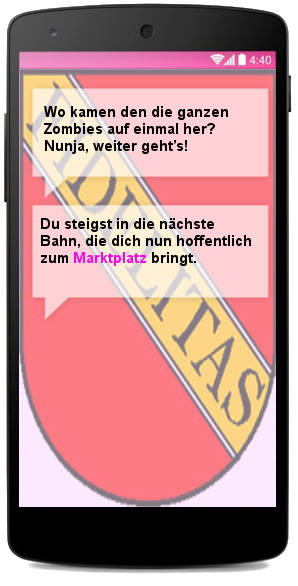 4:40
Wo kamen den die ganzen
Zombies auf einmal her?
Nunja, weiter geht's!
Du steigst in die nächste
Bahn, die dich nun hoffentlich
zum Marktplatz bringt.
FIDELITAS